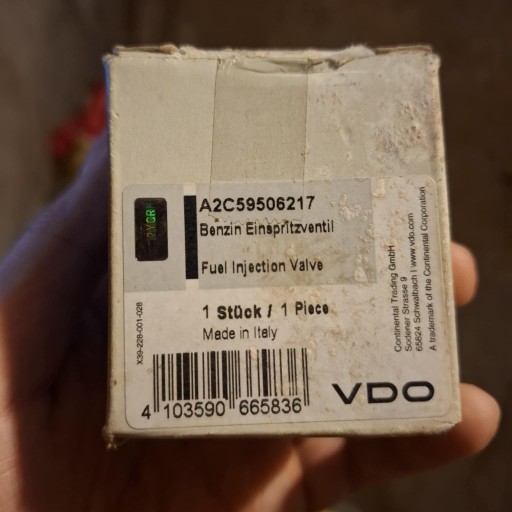 A2C59506217
Benzin Einspritzventil
Fuel Injection Valve
1 Stück / 1 Piece
Made in Italy
X39-228-001-028
4 103590 665836
VDO
Continental Trading GmbH
Sodener Strasse 9
65824 Schwalbach | www.vdo.com
A trademark of the Continental Corporation